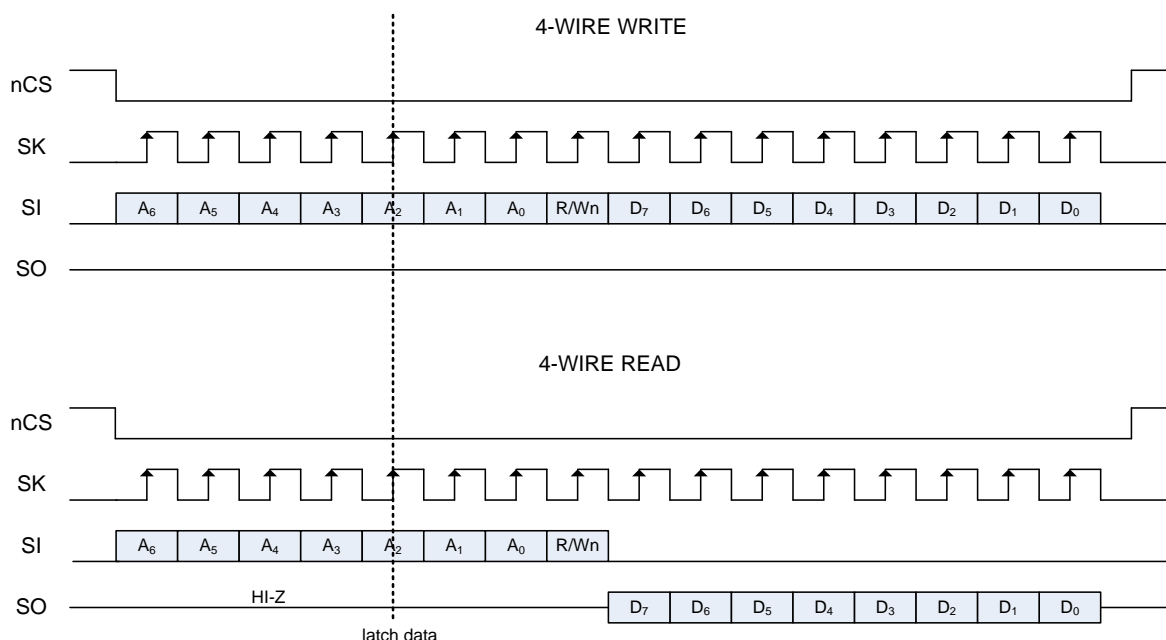 4-WIRE WRITE
nCS
SK
SI A6 A5 A4 A3 A2 A1 A0 R/Wn D7 D6 D5 D4 D3 D2 D1 D0
SO
4-WIRE READ
nCS
SK
SI A6 A5 A4 A3 A2 A1 A0 R/Wn
SO HI-Z D7 D6 D5 D4 D3 D2 D1 D0
latch data